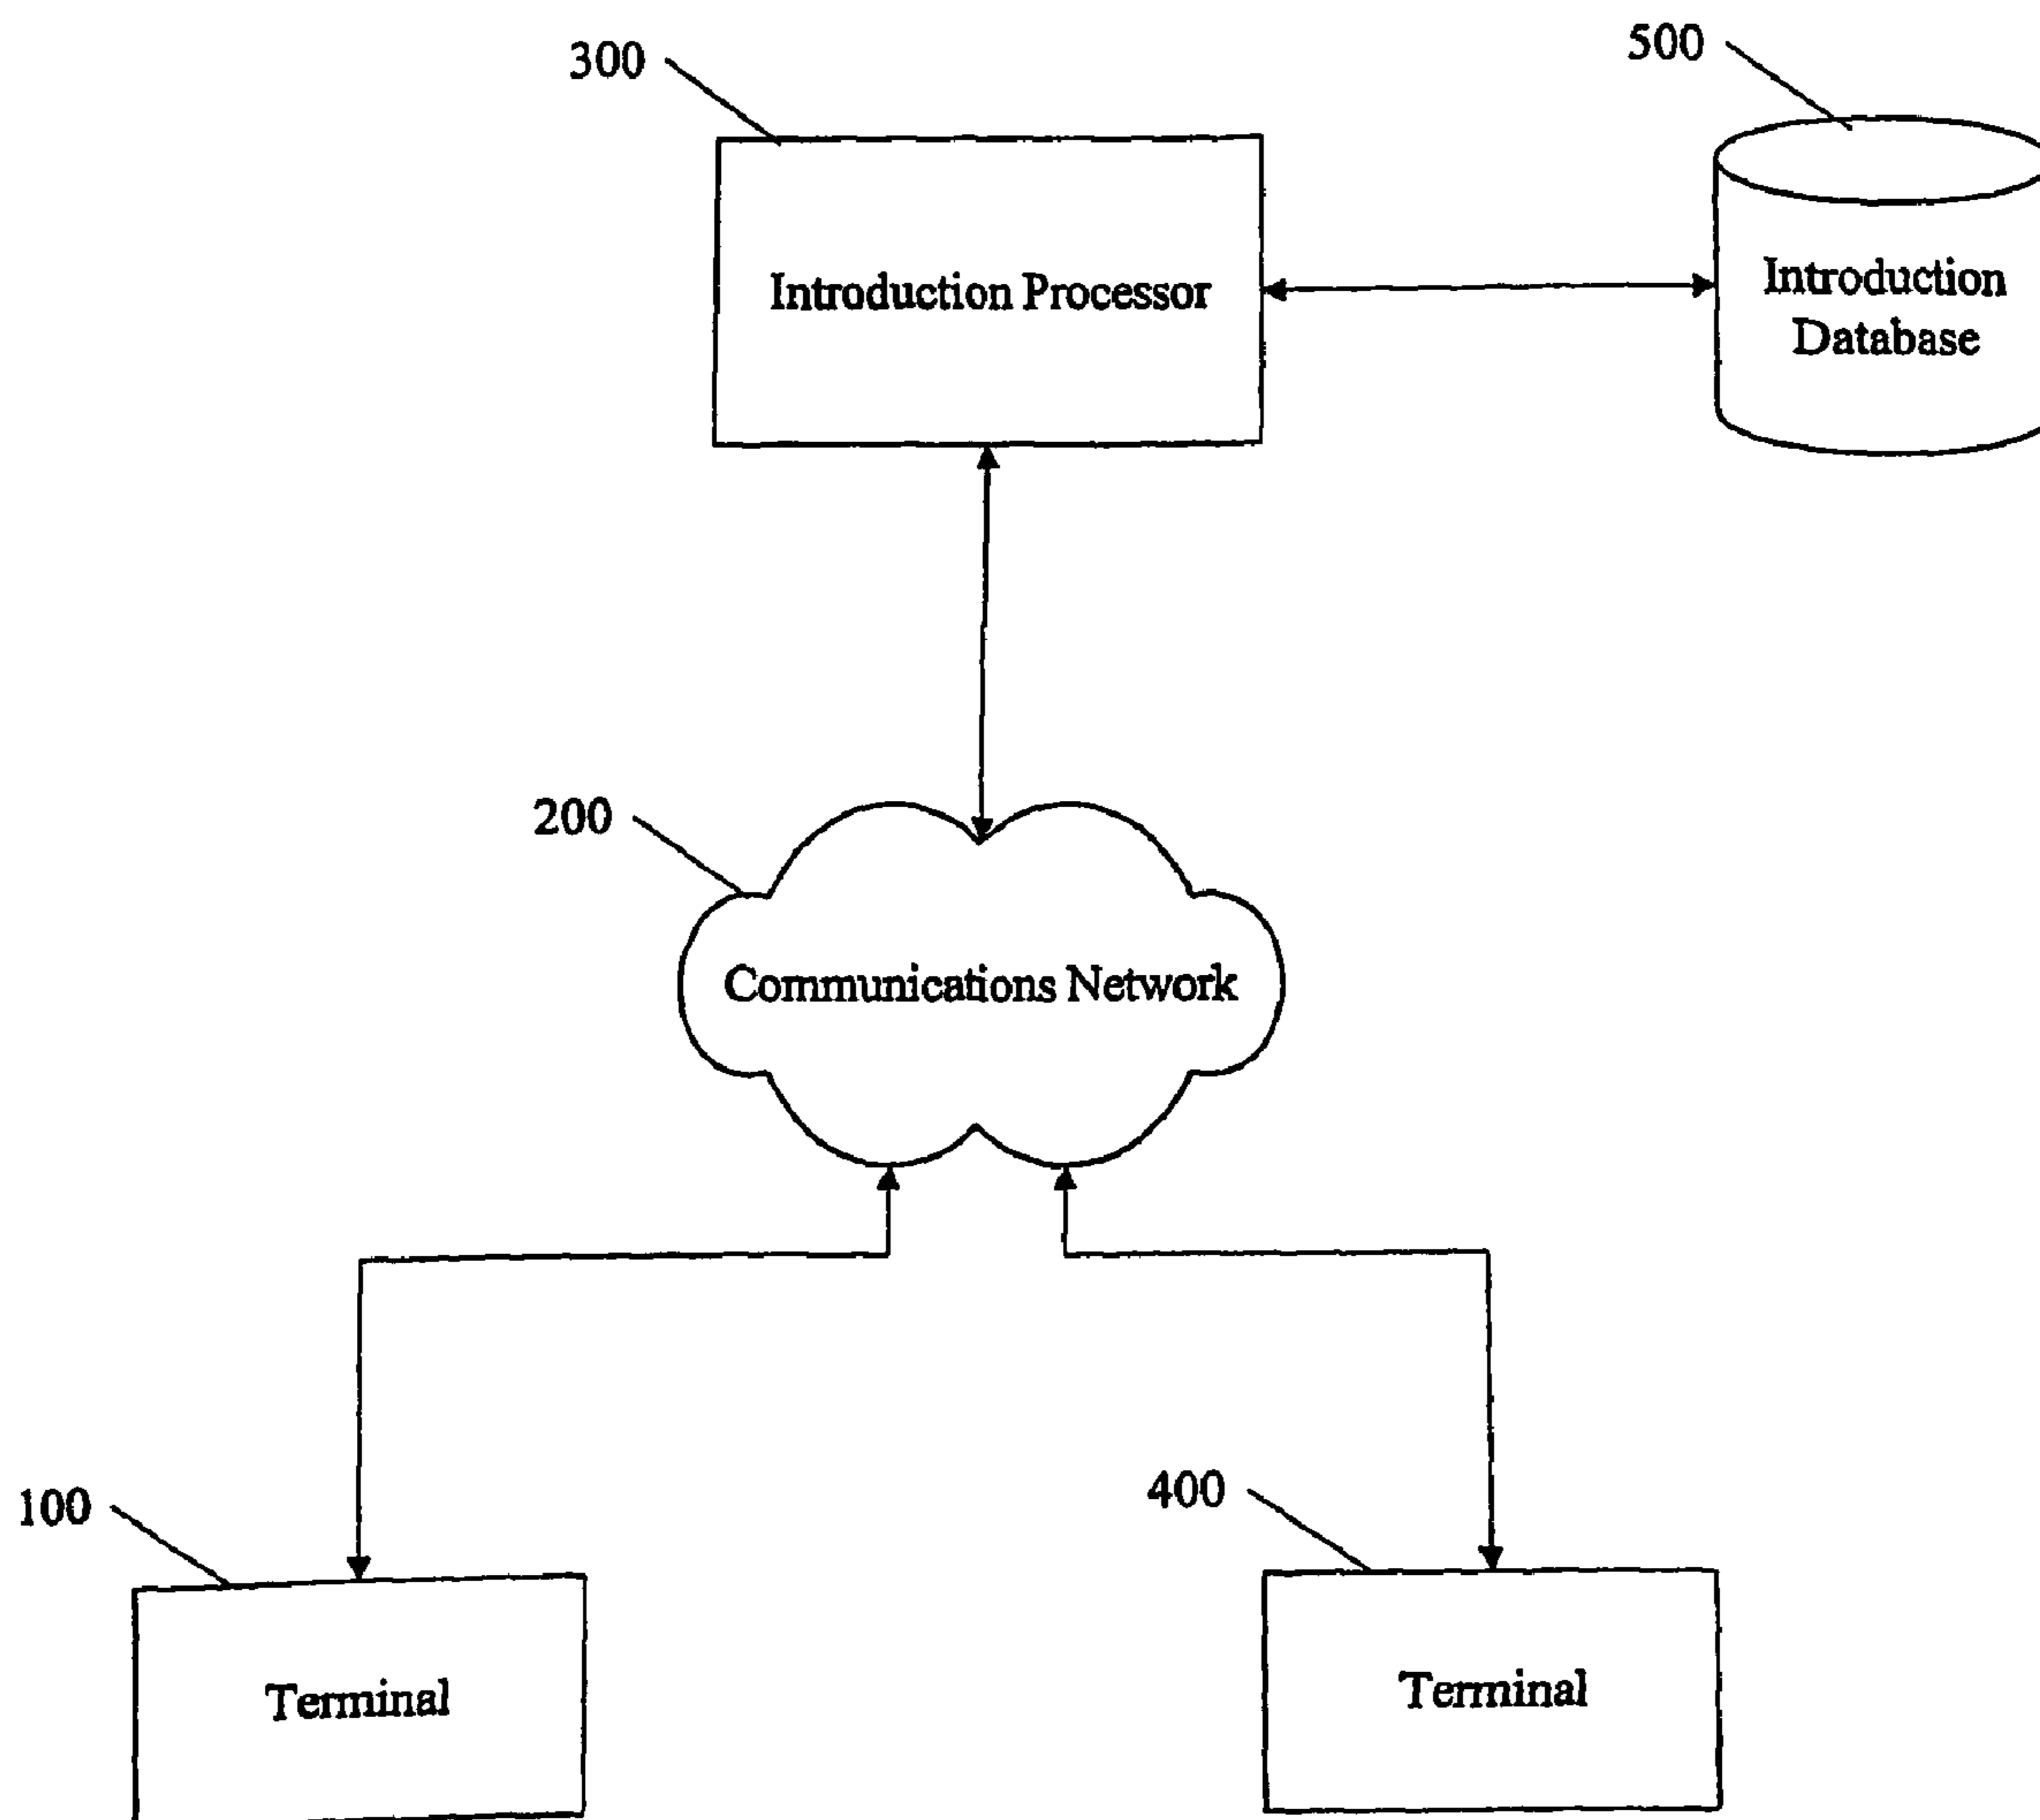 300
500
Introduction Processor
Introduction
Database
200
Communications Network
100
400
Terminal
Terminal